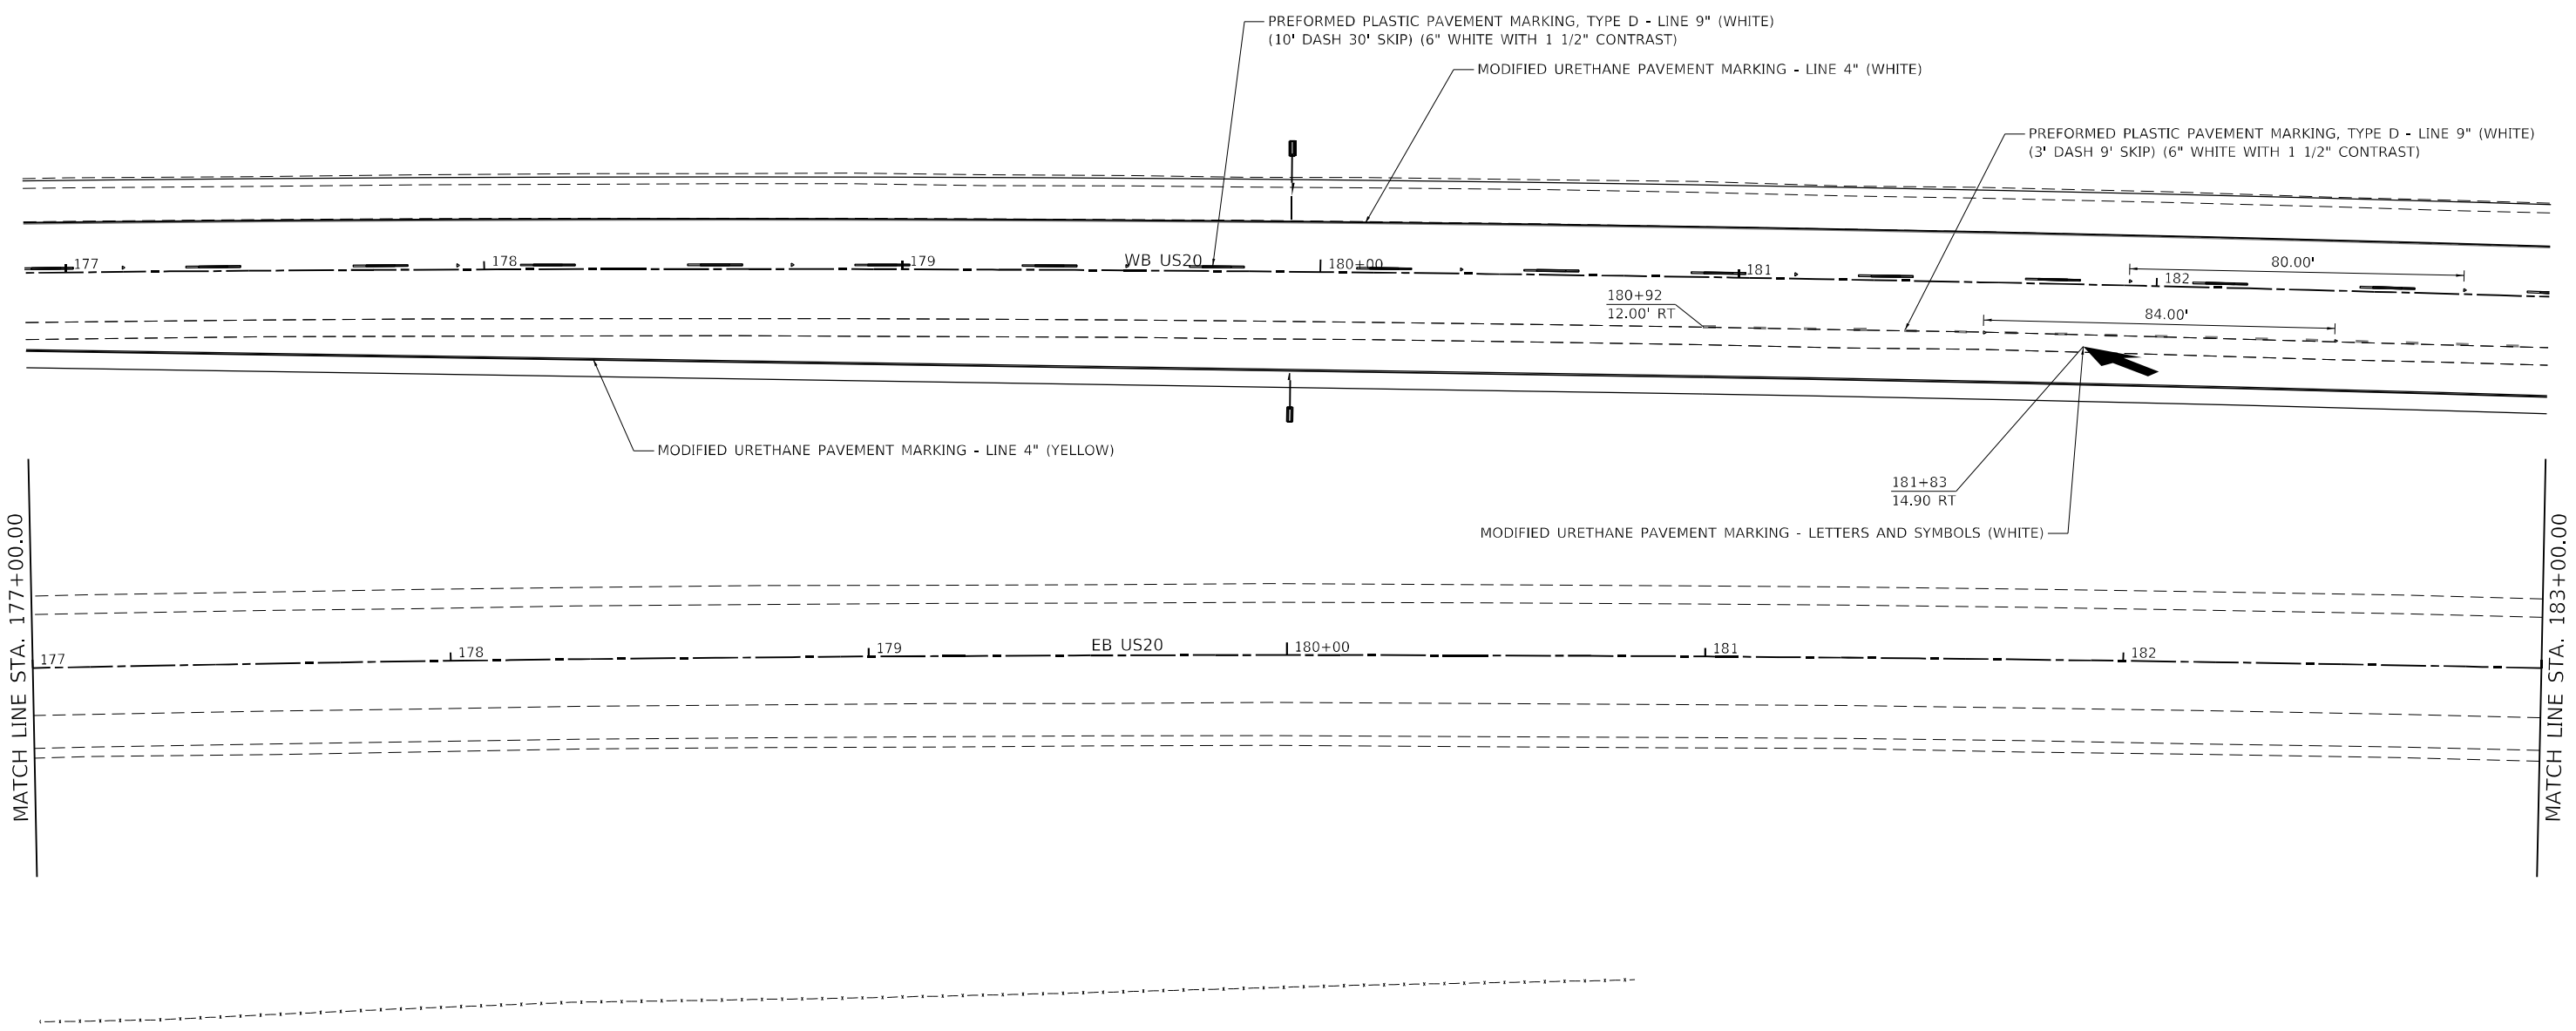 PREFORMED PLASTIC PAVEMENT MARKING, TYPE D - LINE 9" (WHITE)
(10' DASH 30' SKIP) (6" WHITE WITH 1 1/2" CONTRAST)
MODIFIED URETHANE PAVEMENT MARKING - LINE 4" (WHITE)
PREFORMED PLASTIC PAVEMENT MARKING, TYPE D - LINE 9" (WHITE)
(3' DASH 9' SKIP) (6" WHITE WITH 1 1/2" CONTRAST)
177
178
179
WB US20
180+00
181
182
80.00'
180+92
12.00' RT
84.00'
MODIFIED URETHANE PAVEMENT MARKING - LINE 4" (YELLOW)
181+83
14.90 RT
MODIFIED URETHANE PAVEMENT MARKING - LETTERS AND SYMBOLS (WHITE)
MATCH LINE STA. 177+00.00
177
178
179
EB US20
180+00
181
182
MATCH LINE STA. 183+00.00